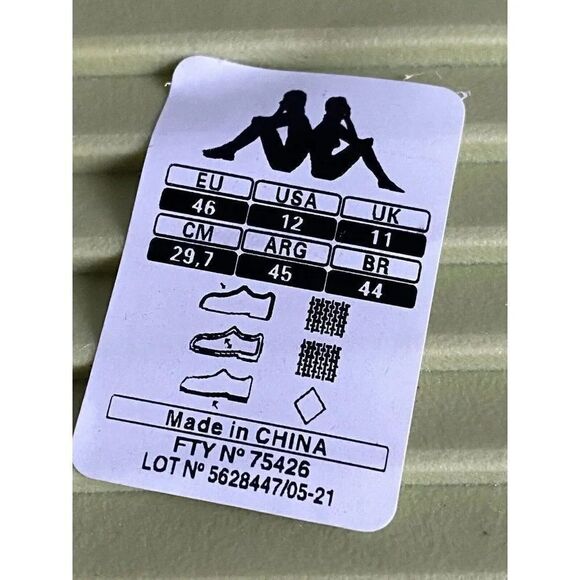 EU USA UK
46 12 11
CM ARG BR
29,7 45 44
Made in CHINA
FTY Nº 75426
LOT Nº 5628447/05-21